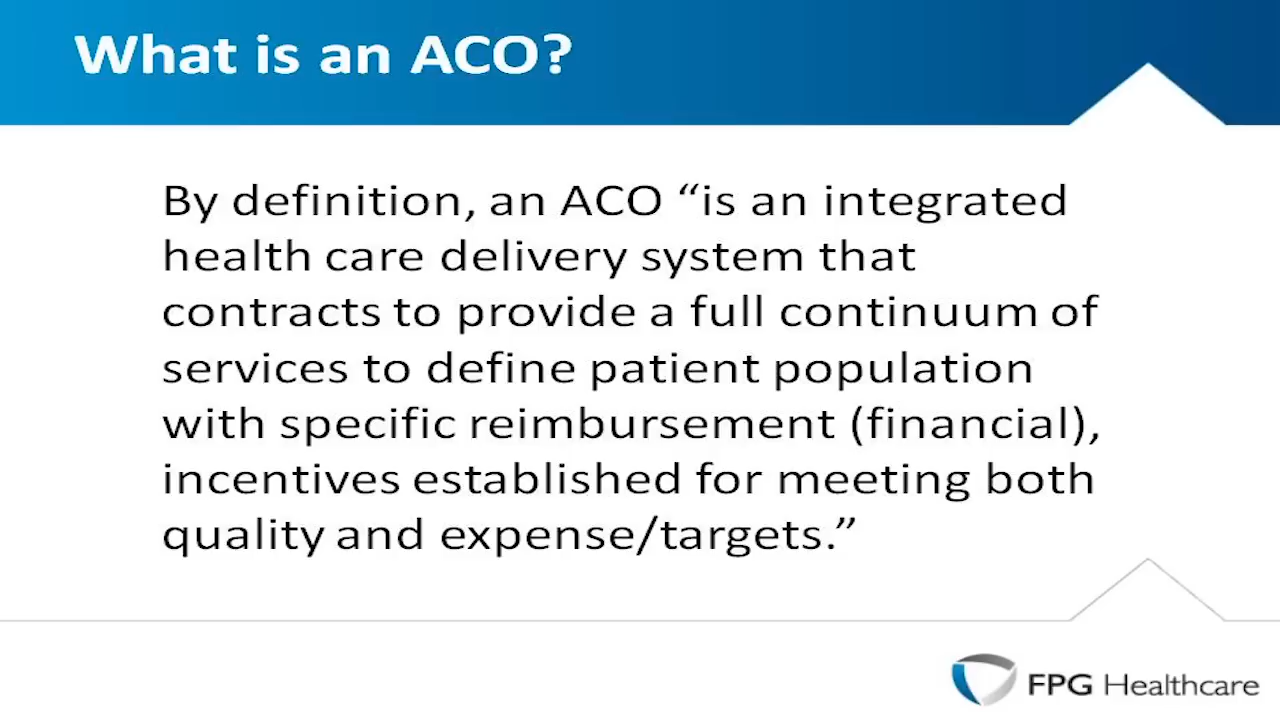 What is an ACO?
By definition, an ACO “is an integrated
health care delivery system that
contracts to provide a full continuum of
services to define patient population
with specific reimbursement (financial),
incentives established for meeting both
quality and expense/targets.”
FPG Healthcare